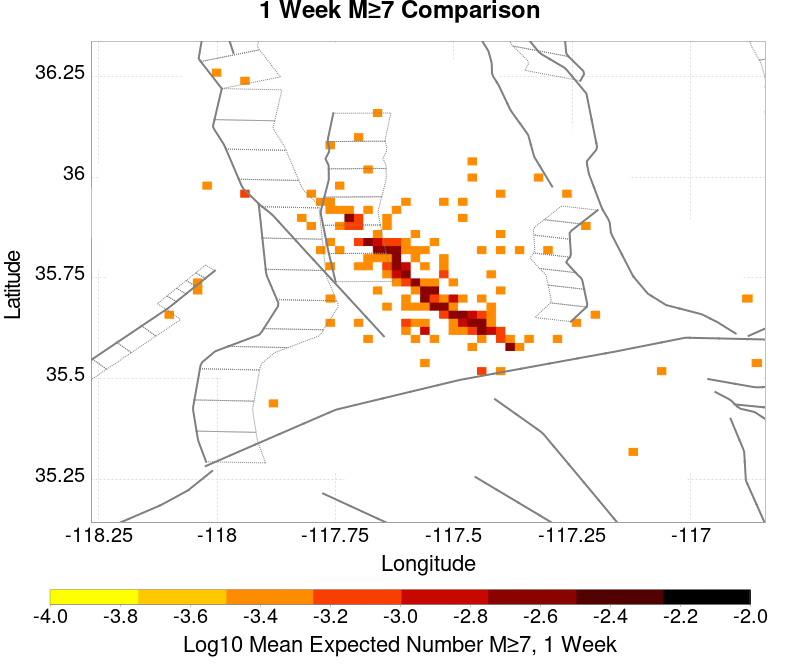 1 Week M≥7 Comparison
36.25
36
35.75
35.5
35.25
Latitude
-118.25 -118 -117.75 -117.5 -117.25 -117
Longitude
-4.0 -3.8 -3.6 -3.4 -3.2 -3.0 -2.8 -2.6 -2.4 -2.2 -2.0
Log10 Mean Expected Number M≥7, 1 Week